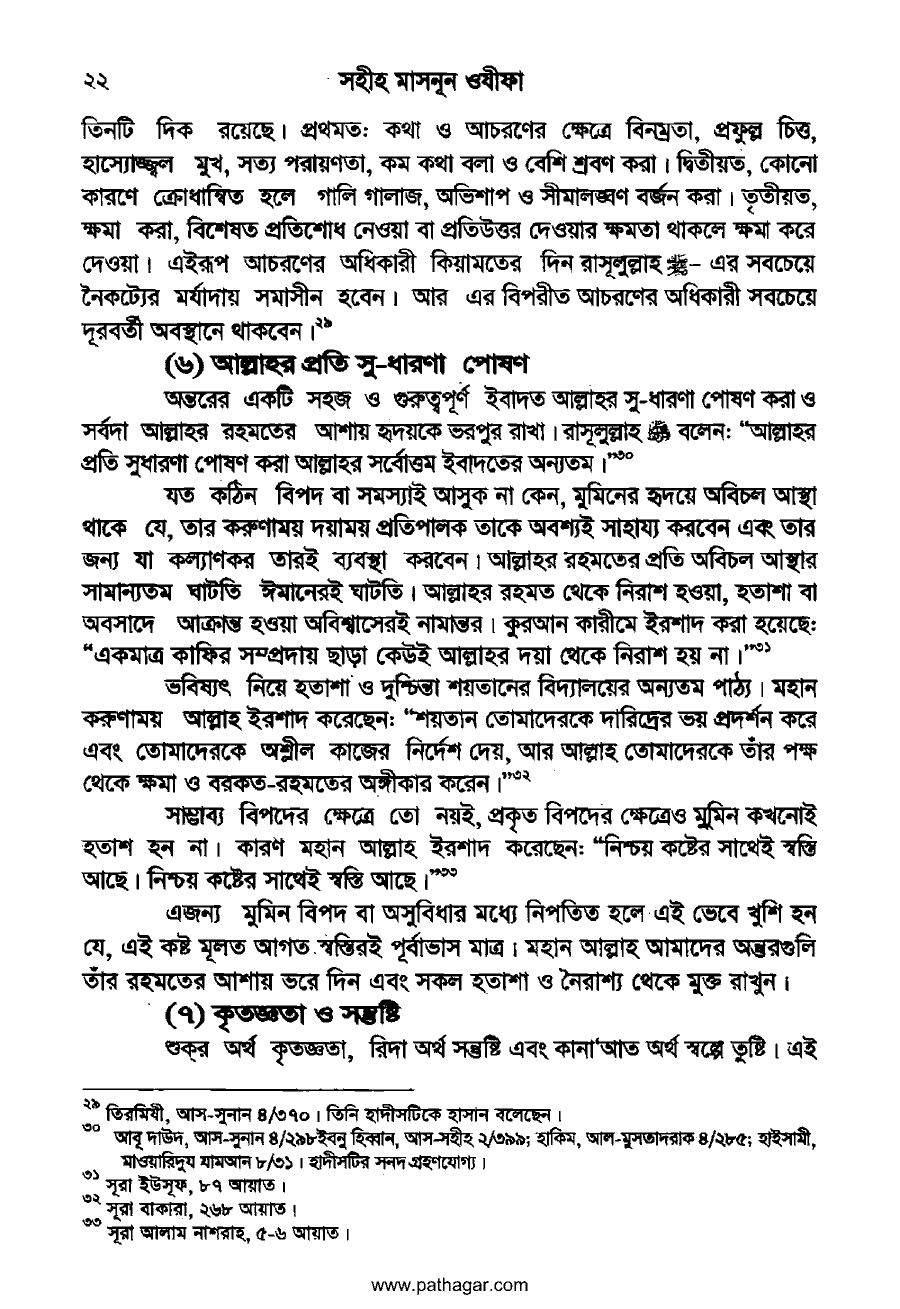 ২২ সহীহ মাসনূন ওযীফা
তিনটি দিক রয়েছে। প্রথমত: কথা ও আচরণের ক্ষেত্রে বিনম্রতা, প্রফুল্ল চিত্ত,
হাস্যোজ্জ্বল মুখ, সত্য পরায়ণতা, কম কথা বলা ও বেশি শ্রবণ করা। দ্বিতীয়ত, কোনো
কারণে ক্রোধান্বিত হলে গালি গালাজ, অভিশাপ ও সীমালঙ্ঘণ বর্জন করা। তৃতীয়ত,
ক্ষমা করা, বিশেষত প্রতিশোধ নেওয়া বা প্রতিউত্তর দেওয়ার ক্ষমতা থাকলে ক্ষমা করে
দেওয়া। এইরূপ আচরণের অধিকারী কিয়ামতের দিন রাসূলুল্লাহ ﷺ- এর সবচেয়ে
নৈকট্যের মর্যাদায় সমাসীন হবেন। আর এর বিপরীত আচরণের অধিকারী সবচেয়ে
দূরবর্তী অবস্থানে থাকবেন।২৯
(৬) আল্লাহর প্রতি সু-ধারণা পোষণ
অন্তরের একটি সহজ ও গুরুত্বপূর্ণ ইবাদত আল্লাহর সু-ধারণা পোষণ করা ও
সর্বদা আল্লাহর রহমতের আশায় হৃদয়কে ভরপুর রাখা। রাসূলুল্লাহ ﷺ বলেন: “আল্লাহর
প্রতি সুধারণা পোষণ করা আল্লাহর সর্বোত্তম ইবাদতের অন্যতম।”৩০
যত কঠিন বিপদ বা সমস্যাই আসুক না কেন, মুমিনের হৃদয়ে অবিচল আস্থা
থাকে যে, তার করুণাময় দয়াময় প্রতিপালক তাকে অবশ্যই সাহায্য করবেন এবং তার
জন্য যা কল্যাণকর তারই ব্যবস্থা করবেন। আল্লাহর রহমতের প্রতি অবিচল আস্থার
সামান্যতম ঘাটতি ঈমানেরই ঘাটতি। আল্লাহর রহমত থেকে নিরাশ হওয়া, হতাশা বা
অবসাদে আক্রান্ত হওয়া অবিশ্বাসেরই নামান্তর। কুরআন কারীমে ইরশাদ করা হয়েছে:
“একমাত্র কাফির সম্প্রদায় ছাড়া কেউই আল্লাহর দয়া থেকে নিরাশ হয় না।”৩১
ভবিষ্যৎ নিয়ে হতাশা ও দুশ্চিন্তা শয়তানের বিদ্যালয়ের অন্যতম পাঠ্য। মহান
করুণাময় আল্লাহ ইরশাদ করেছেন: “শয়তান তোমাদেরকে দারিদ্রের ভয় প্রদর্শন করে
এবং তোমাদেরকে অশ্লীল কাজের নির্দেশ দেয়, আর আল্লাহ তোমাদেরকে তাঁর পক্ষ
থেকে ক্ষমা ও বরকত-রহমতের অঙ্গীকার করেন।”৩২
সাম্ভাব্য বিপদের ক্ষেত্রে তো নয়ই, প্রকৃত বিপদের ক্ষেত্রেও মুমিন কখনোই
হতাশ হন না। কারণ মহান আল্লাহ ইরশাদ করেছেন: “নিশ্চয় কষ্টের সাথেই স্বস্তি
আছে। নিশ্চয় কষ্টের সাথেই স্বস্তি আছে।”৩৩
এজন্য মুমিন বিপদ বা অসুবিধার মধ্যে নিপতিত হলে এই ভেবে খুশি হন
যে, এই কষ্ট মূলত আগত স্বস্তিরই পূর্বাভাস মাত্র। মহান আল্লাহ আমাদের অন্তরগুলি
তাঁর রহমতের আশায় ভরে দিন এবং সকল হতাশা ও নৈরাশ্য থেকে মুক্ত রাখুন।
(৭) কৃতজ্ঞতা ও সন্তুষ্টি
শুক্‌র অর্থ কৃতজ্ঞতা, রিদা অর্থ সন্তুষ্টি এবং কানা‘আত অর্থ স্বল্পে তুষ্টি। এই
২৯ তিরমিযী, আস-সুনান ৪/৩৭০। তিনি হাদীসটিকে হাসান বলেছেন।
৩০ আবূ দাউদ, আস-সুনান ৪/২৯৮ইবনু হিব্বান, আস-সহীহ ২/৩৯৯; হাকিম, আল-মুসতাদরাক ৪/২৮৫; হাইসামী,
মাওয়ারিদুয যামআন ৮/৩১। হাদীসটির সনদ গ্রহণযোগ্য।
৩১ সূরা ইউসূফ, ৮৭ আয়াত।
৩২ সূরা বাকারা, ২৬৮ আয়াত।
৩৩ সূরা আলাম নাশরাহ, ৫-৬ আয়াত।
www.pathagar.com